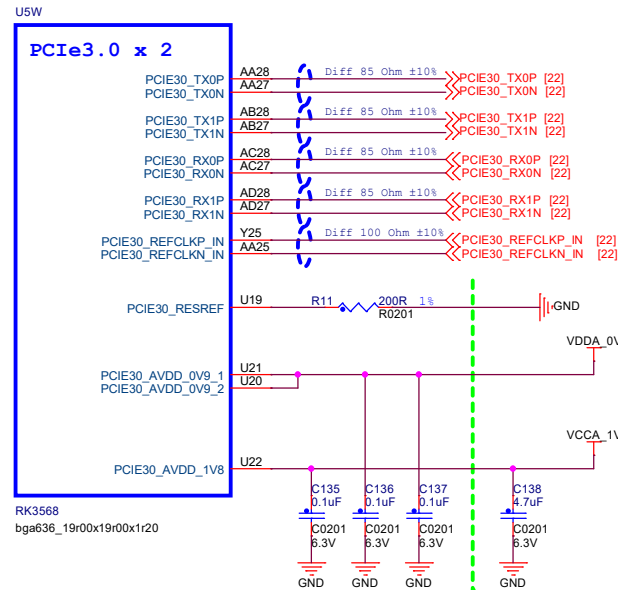 U5W
PCIe3.0 x 2
PCIE30_TX0P AA28 Diff 85 Ohm ±10% PCIE30_TX0P [22]
PCIE30_TX0N AA27 PCIE30_TX0N [22]
PCIE30_TX1P AB28 Diff 85 Ohm ±10% PCIE30_TX1P [22]
PCIE30_TX1N AB27 PCIE30_TX1N [22]
PCIE30_RX0P AC28 Diff 85 Ohm ±10% PCIE30_RX0P [22]
PCIE30_RX0N AC27 PCIE30_RX0N [22]
PCIE30_RX1P AD28 Diff 85 Ohm ±10% PCIE30_RX1P [22]
PCIE30_RX1N AD27 PCIE30_RX1N [22]
PCIE30_REFCLKP_IN Y25 Diff 100 Ohm ±10% PCIE30_REFCLKP_IN [22]
PCIE30_REFCLKN_IN AA25 PCIE30_REFCLKN_IN [22]
PCIE30_RESREF U19 R11 200R 1% GND
R0201
VDDA_0V
PCIE30_AVDD_0V9_1 U21
PCIE30_AVDD_0V9_2 U20
VCCA_1V
PCIE30_AVDD_1V8 U22
C135 C136 C137 C138
0.1uF 0.1uF 0.1uF 4.7uF
RK3568
bga636_19r00x19r00x1r20
C0201 C0201 C0201 C0201
6.3V 6.3V 6.3V 6.3V
GND GND GND GND